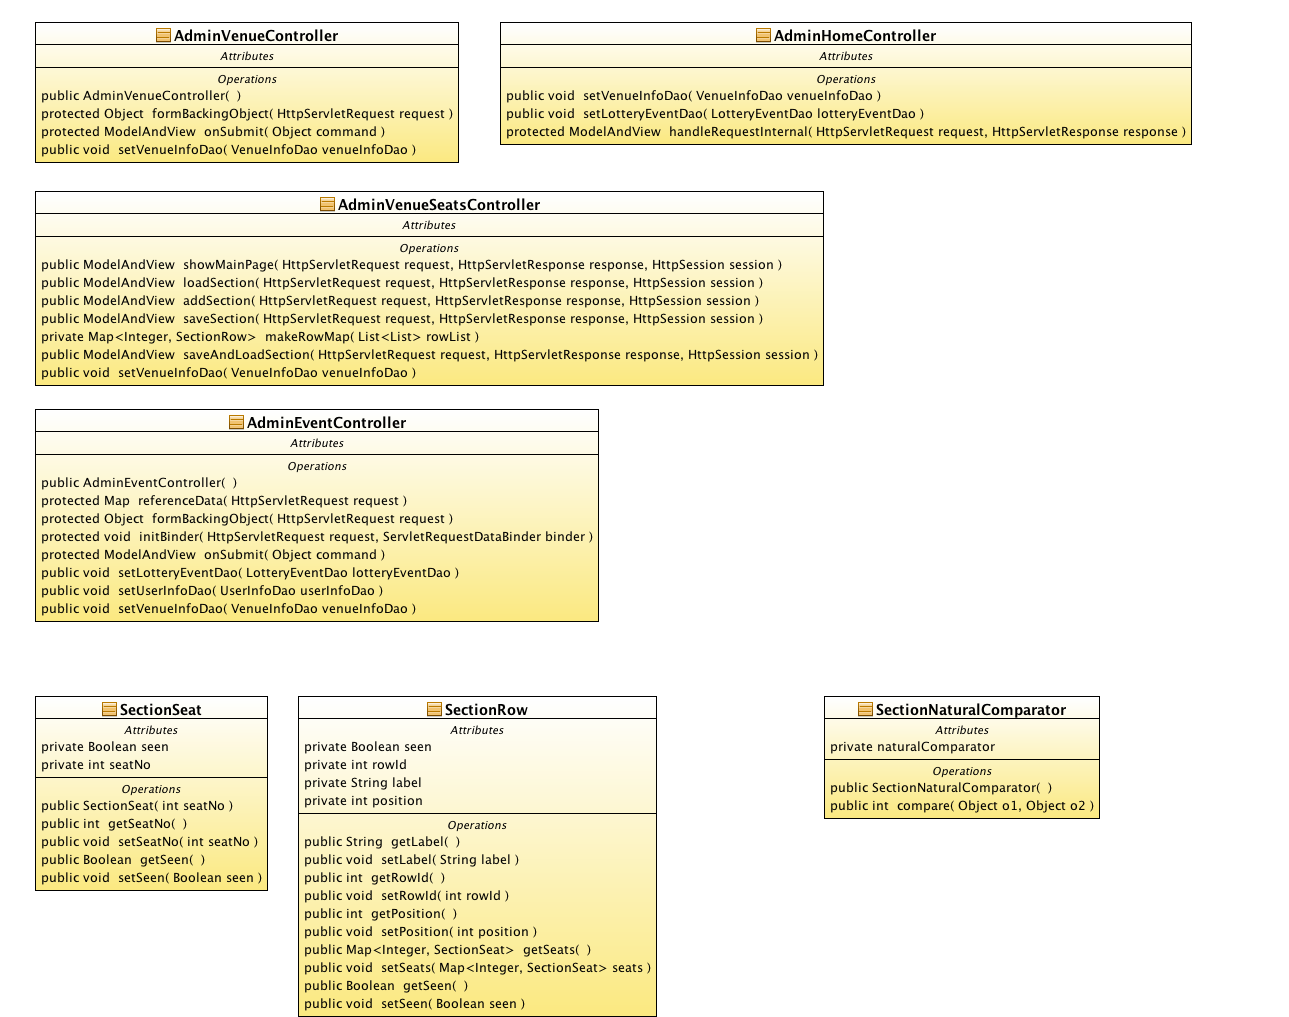 AdminVenueController
Attributes
Operations
public AdminVenueController(  )
protected Object  formBackingObject( HttpServletRequest request )
protected ModelAndView  onSubmit( Object command )
public void  setVenueInfoDao( VenueInfoDao venueInfoDao )
AdminHomeController
Attributes
Operations
public void  setVenueInfoDao( VenueInfoDao venueInfoDao )
public void  setLotteryEventDao( LotteryEventDao lotteryEventDao )
protected ModelAndView  handleRequestInternal( HttpServletRequest request, HttpServletResponse response )
AdminVenueSeatsController
Attributes
Operations
public ModelAndView  showMainPage( HttpServletRequest request, HttpServletResponse response, HttpSession session )
public ModelAndView  loadSection( HttpServletRequest request, HttpServletResponse response, HttpSession session )
public ModelAndView  addSection( HttpServletRequest request, HttpServletResponse response, HttpSession session )
public ModelAndView  saveSection( HttpServletRequest request, HttpServletResponse response, HttpSession session )
private Map<Integer, SectionRow>  makeRowMap( List<List> rowList )
public ModelAndView  saveAndLoadSection( HttpServletRequest request, HttpServletResponse response, HttpSession session )
public void  setVenueInfoDao( VenueInfoDao venueInfoDao )
AdminEventController
Attributes
Operations
public AdminEventController(  )
protected Map  referenceData( HttpServletRequest request )
protected Object  formBackingObject( HttpServletRequest request )
protected void  initBinder( HttpServletRequest request, ServletRequestDataBinder binder )
protected ModelAndView  onSubmit( Object command )
public void  setLotteryEventDao( LotteryEventDao lotteryEventDao )
public void  setUserInfoDao( UserInfoDao userInfoDao )
public void  setVenueInfoDao( VenueInfoDao venueInfoDao )
SectionSeat
Attributes
private Boolean seen
private int seatNo
Operations
public SectionSeat( int seatNo )
public int  getSeatNo(  )
public void  setSeatNo( int seatNo )
public Boolean  getSeen(  )
public void  setSeen( Boolean seen )
SectionRow
Attributes
private Boolean seen
private int rowId
private String label
private int position
Operations
public String  getLabel(  )
public void  setLabel( String label )
public int  getRowId(  )
public void  setRowId( int rowId )
public int  getPosition(  )
public void  setPosition( int position )
public Map<Integer, SectionSeat>  getSeats(  )
public void  setSeats( Map<Integer, SectionSeat> seats )
public Boolean  getSeen(  )
public void  setSeen( Boolean seen )
SectionNaturalComparator
Attributes
private naturalComparator
Operations
public SectionNaturalComparator(  )
public int  compare( Object o1, Object o2 )